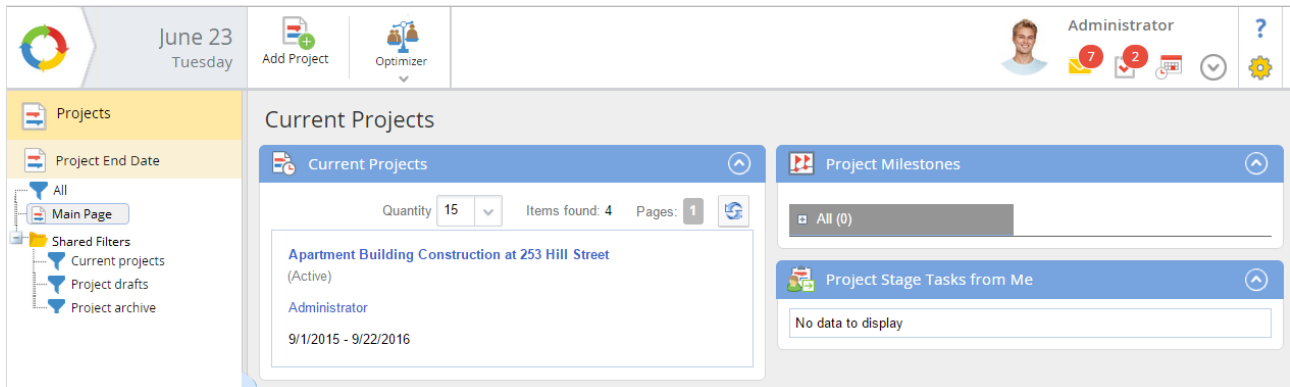 June 23
Tuesday
Add Project
Optimizer
Administrator
7
2
?
Projects
Project End Date
All
Main Page
Shared Filters
Current projects
Project drafts
Project archive
Current Projects
Current Projects
Quantity 15 Items found: 4 Pages: 1
Apartment Building Construction at 253 Hill Street
(Active)
Administrator
9/1/2015 - 9/22/2016
Project Milestones
All (0)
Project Stage Tasks from Me
No data to display